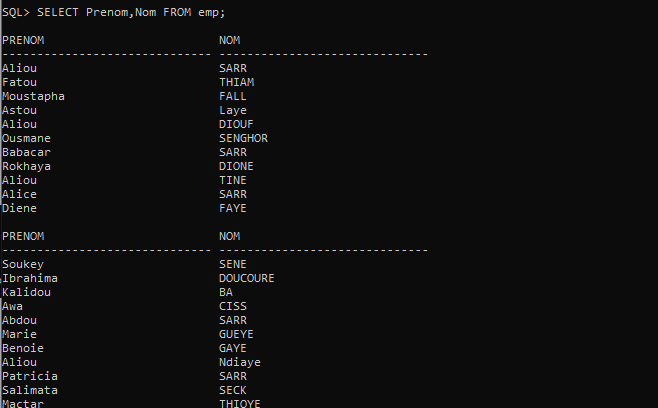 SQL> SELECT Prenom,Nom FROM emp;
PRENOM NOM
------------------------------ ------------------------------
Aliou SARR
Fatou THIAM
Moustapha FALL
Astou Laye
Aliou DIOUF
Ousmane SENGHOR
Babacar SARR
Rokhaya DIONE
Aliou TINE
Alice SARR
Diene FAYE
PRENOM NOM
------------------------------ ------------------------------
Soukey SENE
Ibrahima DOUCOURE
Kalidou BA
Awa CISS
Abdou SARR
Marie GUEYE
Benoie GAYE
Aliou Ndiaye
Patricia SARR
Salimata SECK
Mactar THIOYE